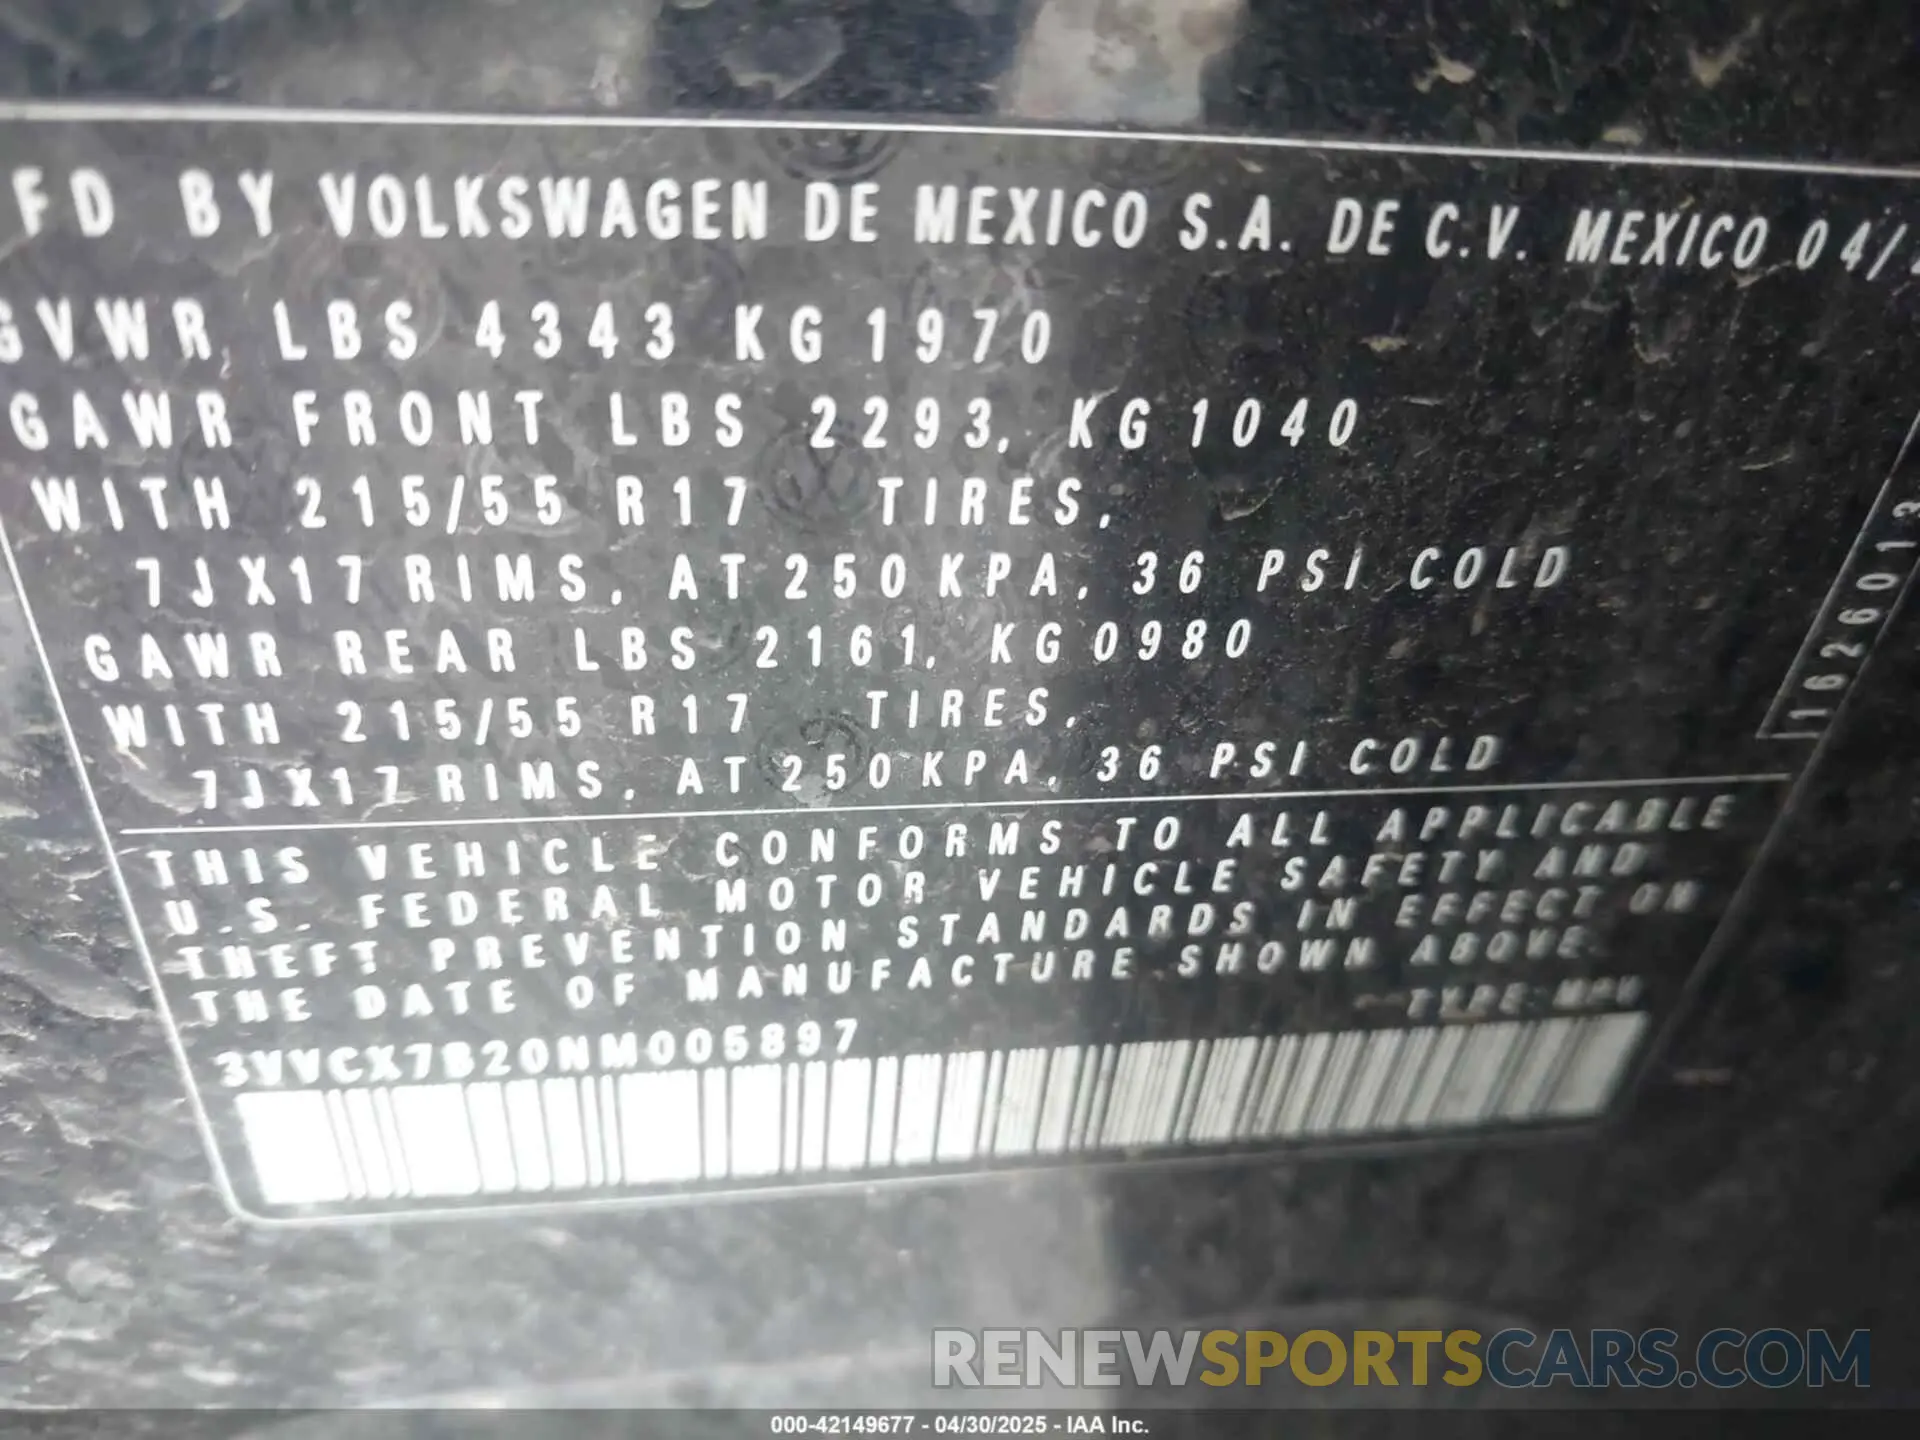 FD BY VOLKSWAGEN DE MEXICO S.A. DE C.V. MEXICO 04/
GVWR LBS 4343 KG 1970
GAWR FRONT LBS 2293, KG 1040
WITH 215/55 R17 TIRES,
7JX17 RIMS, AT 250 KPA, 36 PSI COLD
GAWR REAR LBS 2161, KG 0980
WITH 215/55 R17 TIRES,
7JX17 RIMS, AT 250 KPA, 36 PSI COLD
1626013
THIS VEHICLE CONFORMS TO ALL APPLICABLE
U.S. FEDERAL MOTOR VEHICLE SAFETY AND
THEFT PREVENTION STANDARDS IN EFFECT ON
THE DATE OF MANUFACTURE SHOWN ABOVE.
TYPE: MPV
3VVCX7B20NM005897
RENEWSPORTSCARS.COM
000-42149677 - 04/30/2025 - IAA Inc.